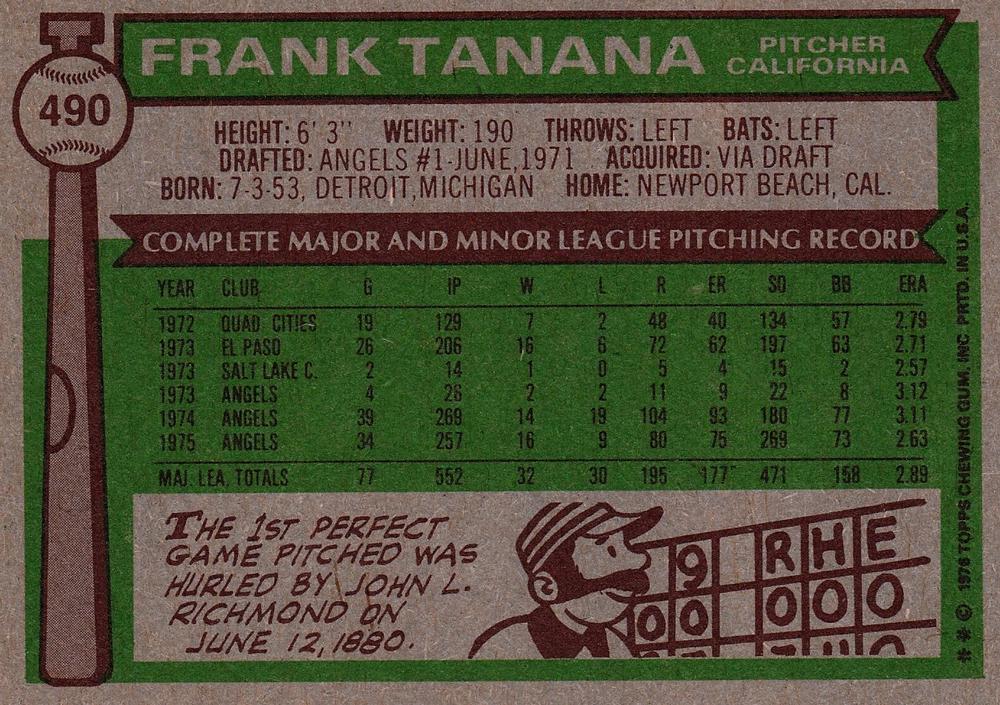 490
FRANK TANANA PITCHER CALIFORNIA
HEIGHT: 6' 3" WEIGHT: 190 THROWS: LEFT BATS: LEFT
DRAFTED: ANGELS #1-JUNE, 1971 ACQUIRED: VIA DRAFT
BORN: 7-3-53, DETROIT, MICHIGAN HOME: NEWPORT BEACH, CAL.
COMPLETE MAJOR AND MINOR LEAGUE PITCHING RECORD
YEAR CLUB G IP W L R ER SO BB ERA
1972 QUAD CITIES 19 129 7 2 48 40 134 57 2.79
1973 EL PASO 26 206 16 6 72 62 197 63 2.71
1973 SALT LAKE C. 2 14 1 0 5 4 15 2 2.57
1973 ANGELS 4 26 2 2 11 9 22 8 3.12
1974 ANGELS 39 269 14 19 104 93 180 77 3.11
1975 ANGELS 34 257 16 9 80 75 269 73 2.63
MAJ. LEA. TOTALS 77 552 32 30 195 177 471 158 2.89
THE 1ST PERFECT
GAME PITCHED WAS
HURLED BY JOHN L.
RICHMOND ON
JUNE 12, 1880.
9 R H E
0 0 0 0 0
** © 1976 TOPPS CHEWING GUM, INC. PRTD. IN U.S.A.